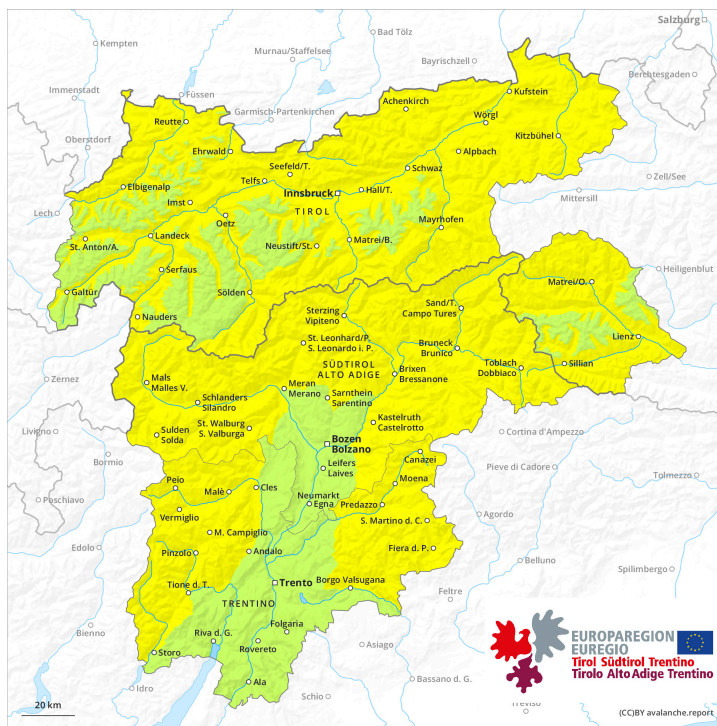 Salzburg
Bad Tölz
Kempten
Murnau/Staffelsee
Bayrischzell
Berchtesgaden
Immenstadt
Füssen
Garmisch-Partenkirchen
Achenkirch
Kufstein
Reutte
Wörgl
Oberstdorf
Ehrwald
Kitzbühel
Seefeld/T.
Alpbach
Telfs
Schwaz
Zell/See
Elbigenalp
Innsbruck
Hall/T.
Mittersill
Imst
TIROL
Lech
Oetz
Mayrhofen
St. Anton/A.
Landeck
Neustift/St.
Matrei/B.
Heiligenblut
Serfaus
Matrei/O.
Galtür
Sölden
Nauders
Sand/T.
Campo Tures
Sterzing
Vipiteno
Lienz
St. Leonhard/P.
S. Leonardo i. P.
Bruneck
Brunico
Sillian
SÜDTIROL
ALTO ADIGE
Brixen
Bressanone
Toblach
Dobbiaco
Zernez
Mals
Malles V.
Meran
Merano
Sarnthein
Sarentino
Schlanders
Silandro
St. Walburg
S. Valburga
Kastelruth
Castelrotto
Livigno
Sulden
Solda
Bozen
Bolzano
Cortina d'Ampezzo
Bormio
Canazei
Pieve di Cadore
Leifers
Laives
Tolmezzo
Peio
Malè
Cles
Moena
Poschiavo
Neumarkt
Egna
Predazzo
Vermiglio
Agordo
M. Campiglio
S. Martino d. C.
Edolo
Pinzolo
Andalo
Fiera d. P.
Belluno
Spilimbergo
Tione d. T.
Trento
Borgo Valsugana
Feltre
TRENTINO
Folgaria
Bienno
Riva d. G.
Storo
Rovereto
Asiago
Idro
Ala
Bassano d. G.
Schio
Treviso
20 km
EUROPAREGION
EUREGIO
Tirol Südtirol Trentino
Tirolo Alto Adige Trentino
(CC)BY avalanche.report